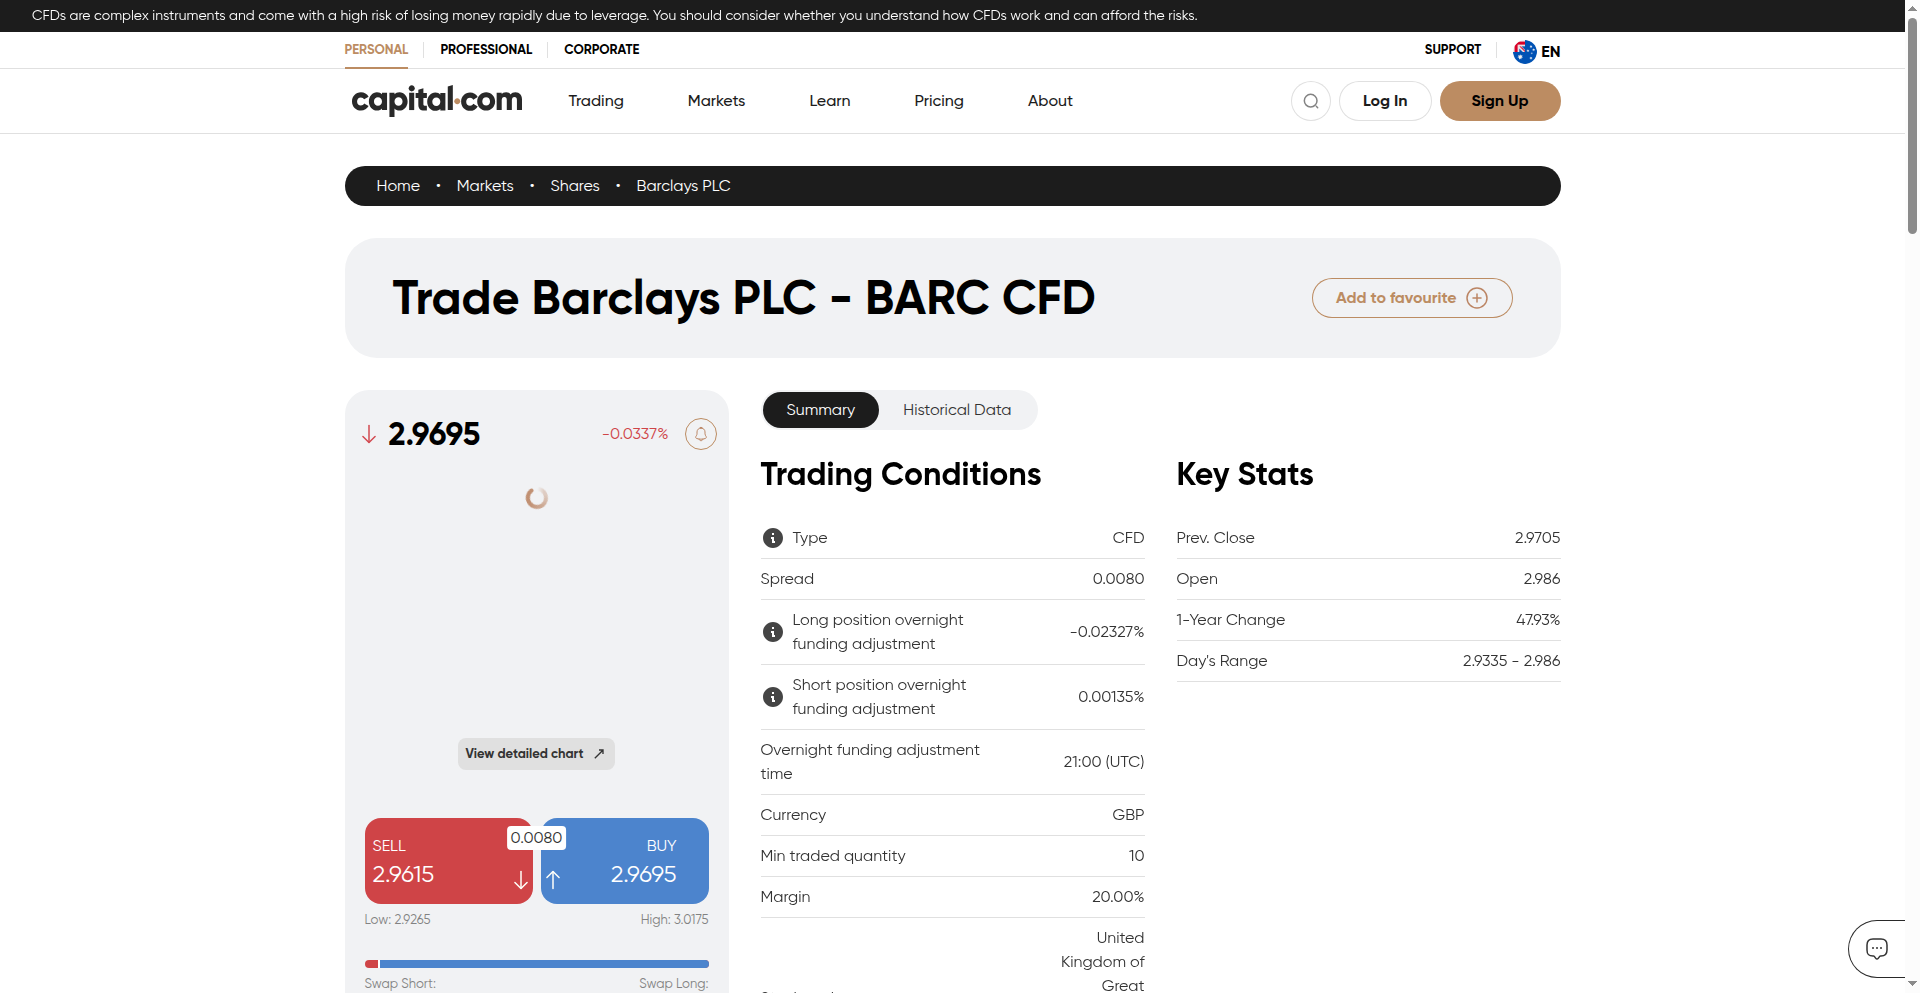 CFDs are complex instruments and come with a high risk of losing money rapidly due to leverage. You should consider whether you understand how CFDs work and can afford the risks.
PERSONAL
PROFESSIONAL
CORPORATE
SUPPORT
EN
capital.com
Trading
Markets
Learn
Pricing
About
Log In
Sign Up
Home • Markets • Shares • Barclays PLC
Trade Barclays PLC - BARC CFD
Add to favourite
2.9695
-0.0337%
View detailed chart
SELL
2.9615
0.0080
BUY
2.9695
Low: 2.9265
High: 3.0175
Swap Short:
Swap Long:
Summary
Historical Data
Trading Conditions
Type
CFD
Spread
0.0080
Long position overnight
funding adjustment
-0.02327%
Short position overnight
funding adjustment
0.00135%
Overnight funding adjustment
time
21:00 (UTC)
Currency
GBP
Min traded quantity
10
Margin
20.00%
United
Kingdom of
Great
Key Stats
Prev. Close
2.9705
Open
2.986
1-Year Change
47.93%
Day's Range
2.9335 - 2.986